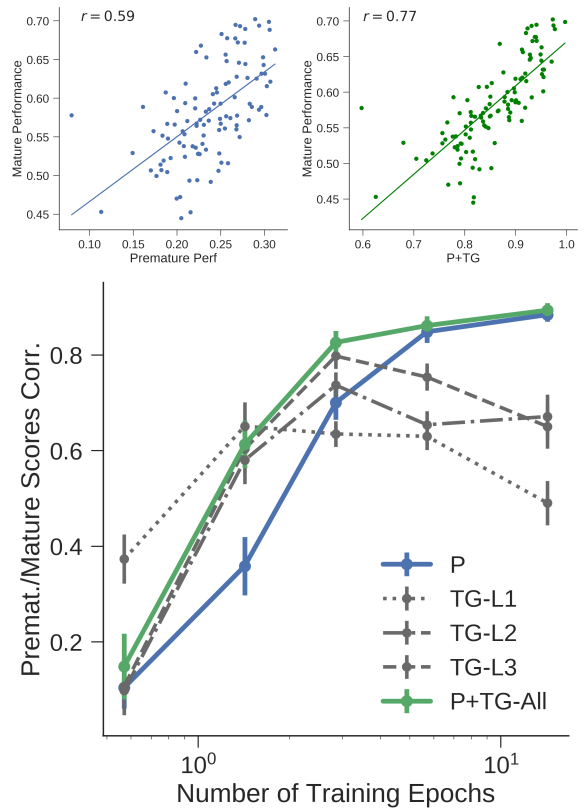 r = 0.59
0.70
0.65
0.60
0.55
0.50
0.45
Mature Performance
0.10 0.15 0.20 0.25 0.30
Premature Perf
r = 0.77
0.70
0.65
0.60
0.55
0.50
0.45
Mature Performance
0.6 0.7 0.8 0.9 1.0
P+TG
Premat./Mature Scores Corr.
0.8
0.6
0.4
0.2
P
TG-L1
TG-L2
TG-L3
P+TG-All
10⁰ 10¹
Number of Training Epochs